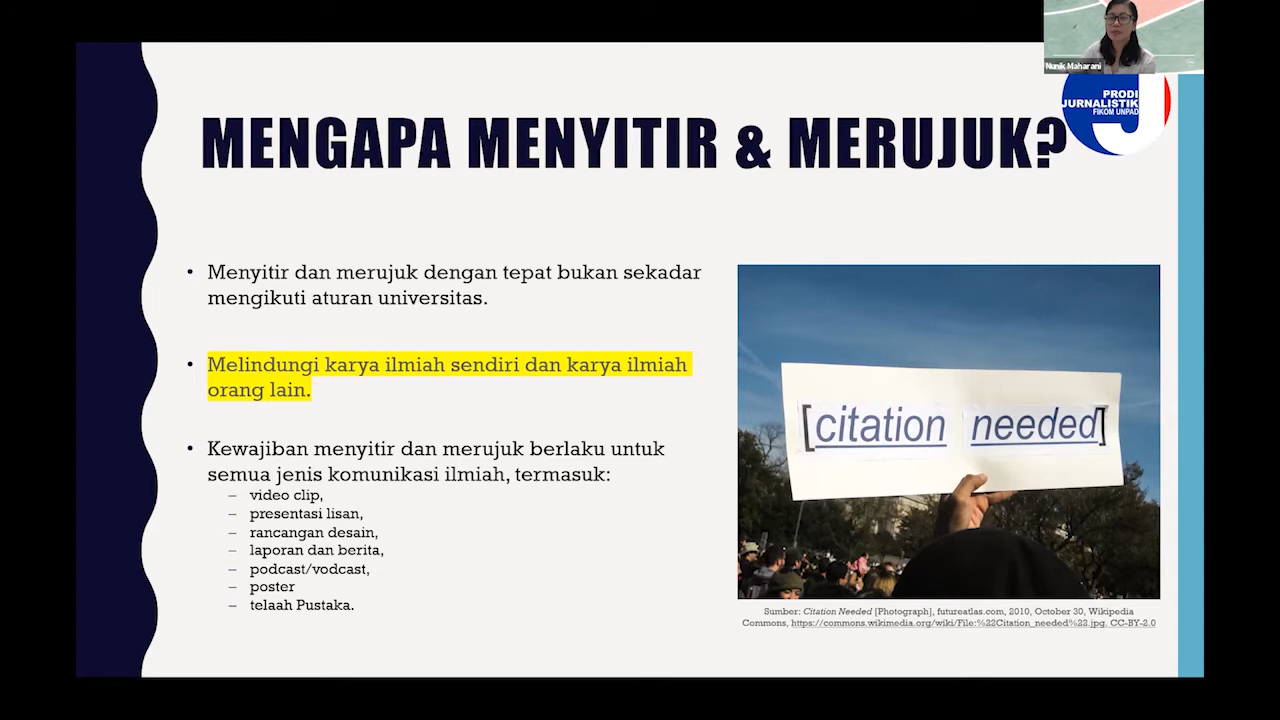 Nunik Maharani
PRODI
JURNALISTIK
FIKOM UNPAD
MENGAPA MENYITIR & MERUJUK?
• Menyitir dan merujuk dengan tepat bukan sekadar
mengikuti aturan universitas.
• Melindungi karya ilmiah sendiri dan karya ilmiah
orang lain.
• Kewajiban menyitir dan merujuk berlaku untuk
semua jenis komunikasi ilmiah, termasuk:
– video clip,
– presentasi lisan,
– rancangan desain,
– laporan dan berita,
– podcast/vodcast,
– poster
– telaah Pustaka.
[citation needed]
Sumber: Citation Needed [Photograph], futureatlas.com, 2010, October 30, Wikipedia
Commons, https://commons.wikimedia.org/wiki/File:%22Citation_needed%22.jpg. CC-BY-2.0